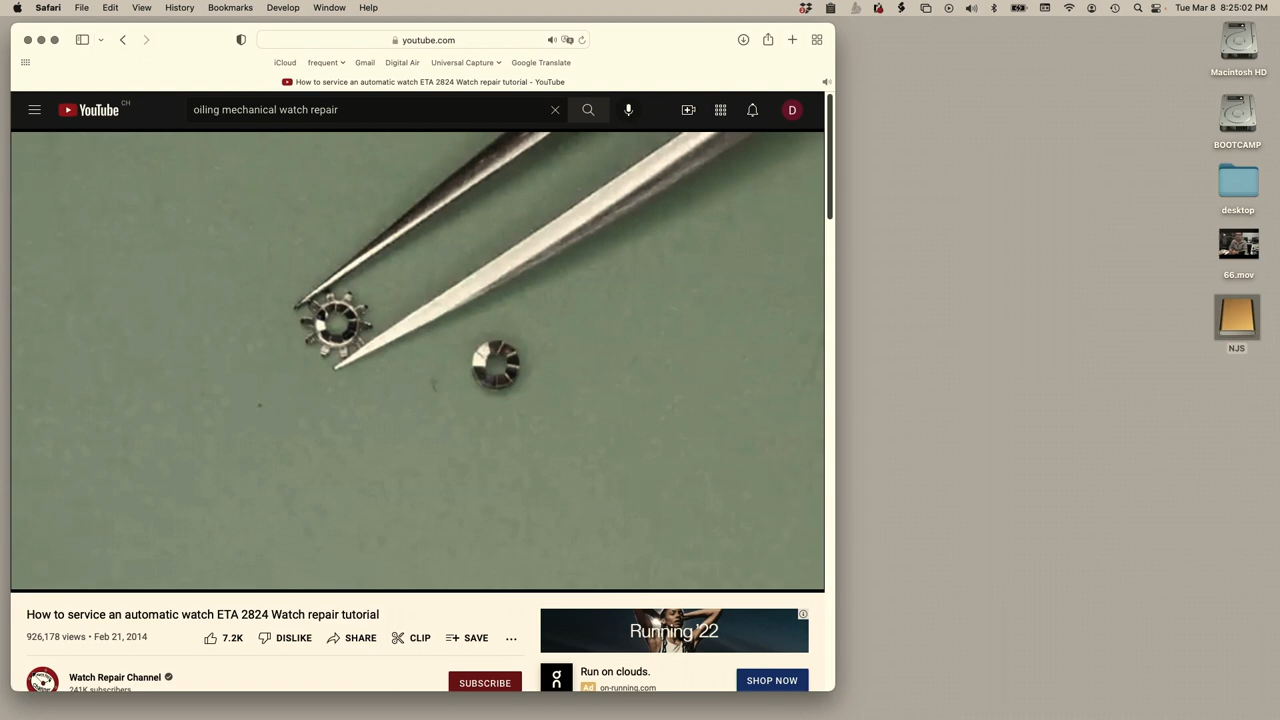 Safari File Edit View History Bookmarks Develop Window Help Tue Mar 8 8:25:02 PM
youtube.com
iCloud frequent Gmail Digital Air Universal Capture Google Translate
How to service an automatic watch ETA 2824 Watch repair tutorial - YouTube
YouTube CH
oiling mechanical watch repair
D
How to service an automatic watch ETA 2824 Watch repair tutorial
926,178 views • Feb 21, 2014
7.2K DISLIKE SHARE CLIP SAVE ...
Watch Repair Channel
241K subscribers
SUBSCRIBE
Running '22
Run on clouds.
Ad on-running.com
SHOP NOW
Macintosh HD
BOOTCAMP
desktop
66.mov
NJS